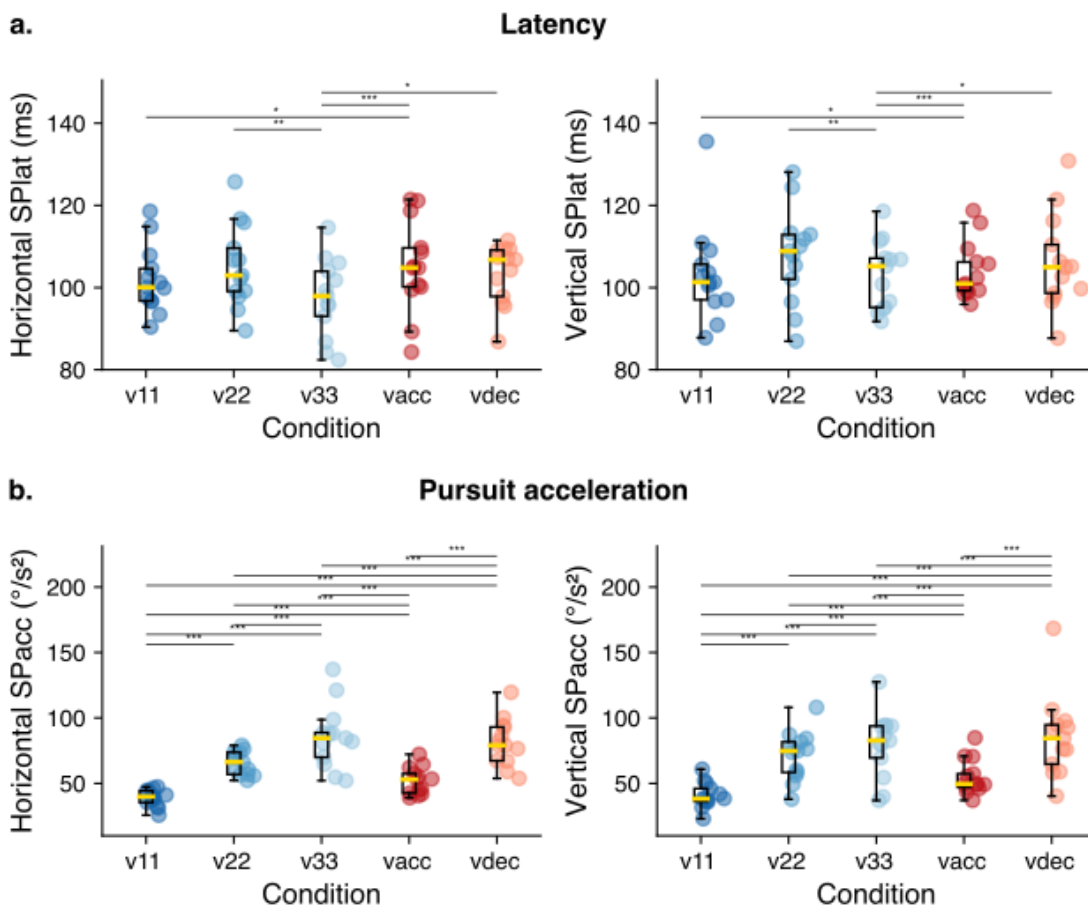 a.
Latency
Horizontal SPlat (ms)
140
120
100
80
*
***
*
**
v11 v22 v33 vacc vdec
Condition
Vertical SPlat (ms)
140
120
100
80
*
***
*
**
v11 v22 v33 vacc vdec
Condition
b.
Pursuit acceleration
Horizontal SPacc (°/s²)
200
150
100
50
***
***
***
***
***
***
***
***
***
***
v11 v22 v33 vacc vdec
Condition
Vertical SPacc (°/s²)
200
150
100
50
***
***
***
***
***
***
***
***
***
***
v11 v22 v33 vacc vdec
Condition